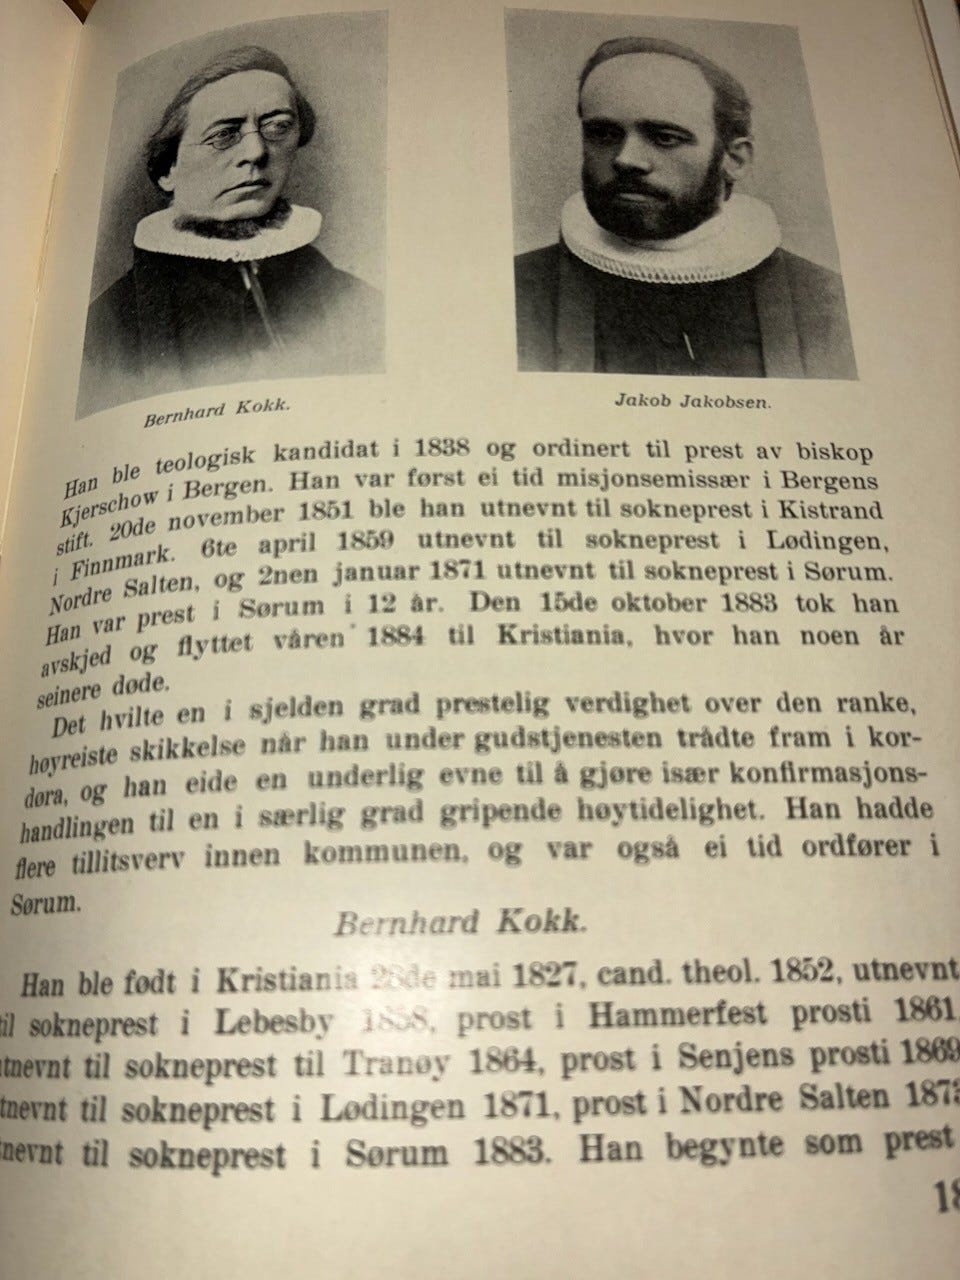 Bernhard Kokk.
Jakob Jakobsen.
Han ble teologisk kandidat i 1838 og ordinert til prest av biskop
Kjerschow i Bergen. Han var først ei tid misjonsemissær i Bergens
stift. 20de november 1851 ble han utnevnt til sokneprest i Kistrand
i Finnmark. 6te april 1859 utnevnt til sokneprest i Lødingen,
Nordre Salten, og 2nen januar 1871 utnevnt til sokneprest i Sørum.
Han var prest i Sørum i 12 år. Den 15de oktober 1883 tok han
avskjed og flyttet våren 1884 til Kristiania, hvor han noen år
seinere døde.
Det hvilte en i sjelden grad prestelig verdighet over den ranke,
høyreiste skikkelse når han under gudstjenesten trådte fram i kor-
døra, og han eide en underlig evne til å gjøre især konfirmasjons-
handlingen til en i særlig grad gripende høytidelighet. Han hadde
flere tillitsverv innen kommunen, og var også ei tid ordfører i
Sørum.
Bernhard Kokk.
Han ble født i Kristiania mai 1827, cand. theol. 1852, utnevnt
til sokneprest i Lebesby 1858, prost i Hammerfest prosti 1861,
tnevnt til sokneprest til Tranøy 1864, prost i Senjens prosti 1869
tnevnt til sokneprest i Lødingen 1871, prost i Nordre Salten
nevnt til sokneprest i Sørum 1883. Han begynte som prest